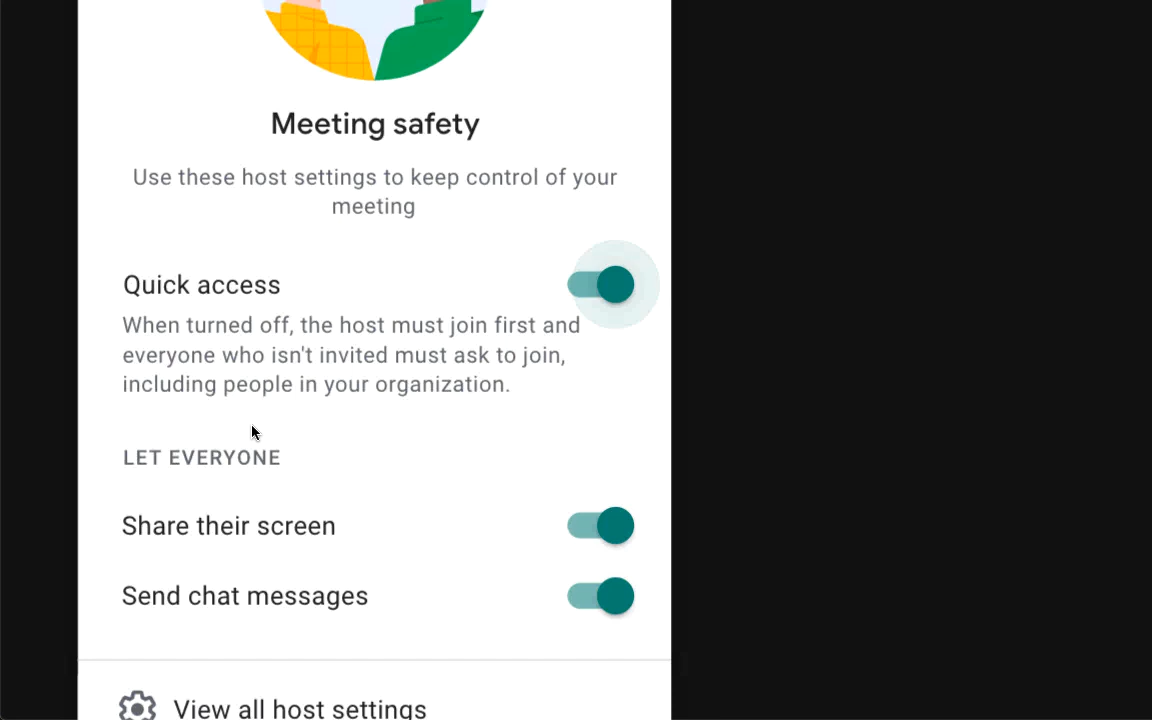 Meeting safety
Use these host settings to keep control of your
meeting
Quick access
When turned off, the host must join first and
everyone who isn't invited must ask to join,
including people in your organization.
LET EVERYONE
Share their screen
Send chat messages
View all host settings